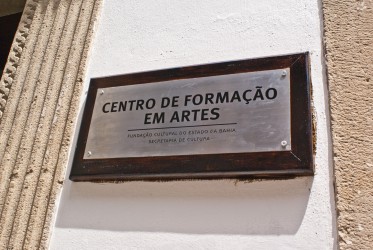 CENTRO DE FORMAÇÃO
EM ARTES
FUNDAÇÃO CULTURAL DO ESTADO DA BAHIA
SECRETARIA DE CULTURA